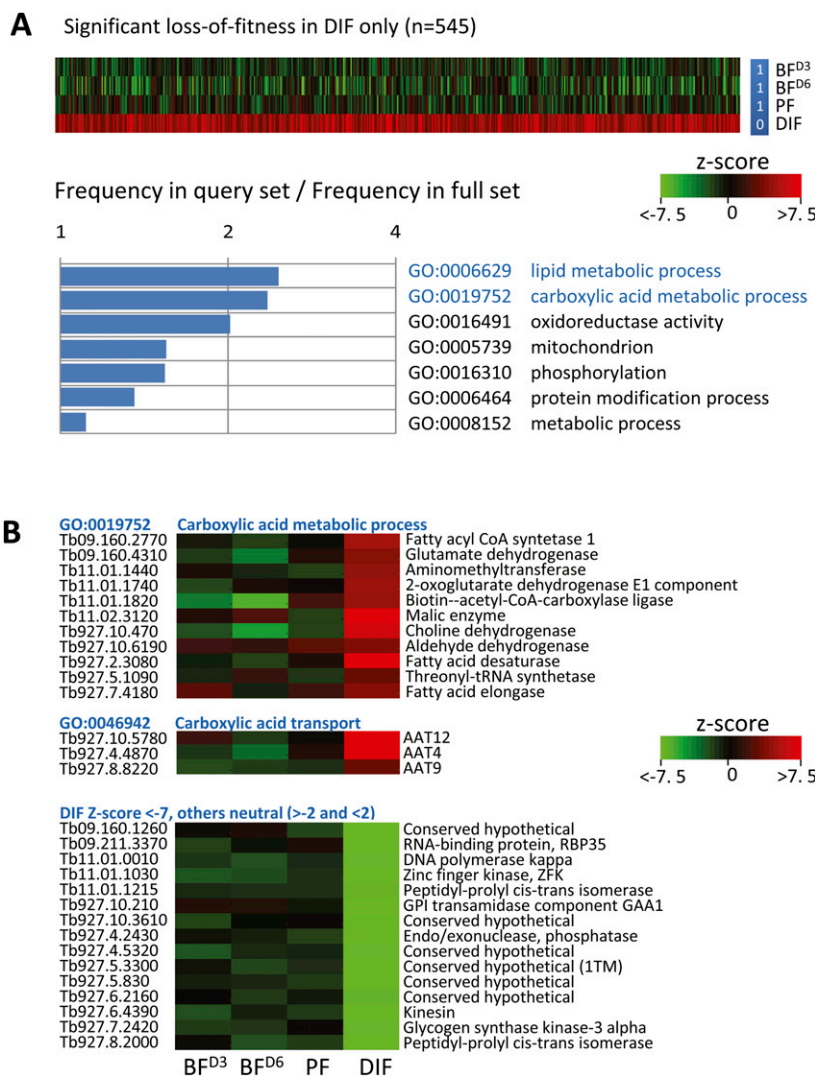 A Significant loss-of-fitness in DIF only (n=545)
1 BF^D3
1 BF^D6
1 PF
0 DIF
z-score
<-7. 5 0 >7. 5
Frequency in query set / Frequency in full set
1 2 4
GO:0006629 lipid metabolic process
GO:0019752 carboxylic acid metabolic process
GO:0016491 oxidoreductase activity
GO:0005739 mitochondrion
GO:0016310 phosphorylation
GO:0006464 protein modification process
GO:0008152 metabolic process
B GO:0019752 Carboxylic acid metabolic process
Tb09.160.2770 Fatty acyl CoA syntetase 1
Tb09.160.4310 Glutamate dehydrogenase
Tb11.01.1440 Aminomethyltransferase
Tb11.01.1740 2-oxoglutarate dehydrogenase E1 component
Tb11.01.1820 Biotin--acetyl-CoA-carboxylase ligase
Tb11.02.3120 Malic enzyme
Tb927.10.470 Choline dehydrogenase
Tb927.10.6190 Aldehyde dehydrogenase
Tb927.2.3080 Fatty acid desaturase
Tb927.5.1090 Threonyl-tRNA synthetase
Tb927.7.4180 Fatty acid elongase
GO:0046942 Carboxylic acid transport
Tb927.10.5780 AAT12
Tb927.4.4870 AAT4
Tb927.8.8220 AAT9
z-score
<-7. 5 0 >7. 5
DIF Z-score <-7, others neutral (>-2 and <2)
Tb09.160.1260 Conserved hypothetical
Tb09.211.3370 RNA-binding protein, RBP35
Tb11.01.0010 DNA polymerase kappa
Tb11.01.1030 Zinc finger kinase, ZFK
Tb11.01.1215 Peptidyl-prolyl cis-trans isomerase
Tb927.10.210 GPI transamidase component GAA1
Tb927.10.3610 Conserved hypothetical
Tb927.4.2430 Endo/exonuclease, phosphatase
Tb927.4.5320 Conserved hypothetical
Tb927.5.3300 Conserved hypothetical (1TM)
Tb927.5.830 Conserved hypothetical
Tb927.6.2160 Conserved hypothetical
Tb927.6.4390 Kinesin
Tb927.7.2420 Glycogen synthase kinase-3 alpha
Tb927.8.2000 Peptidyl-prolyl cis-trans isomerase
BF^D3 BF^D6 PF DIF